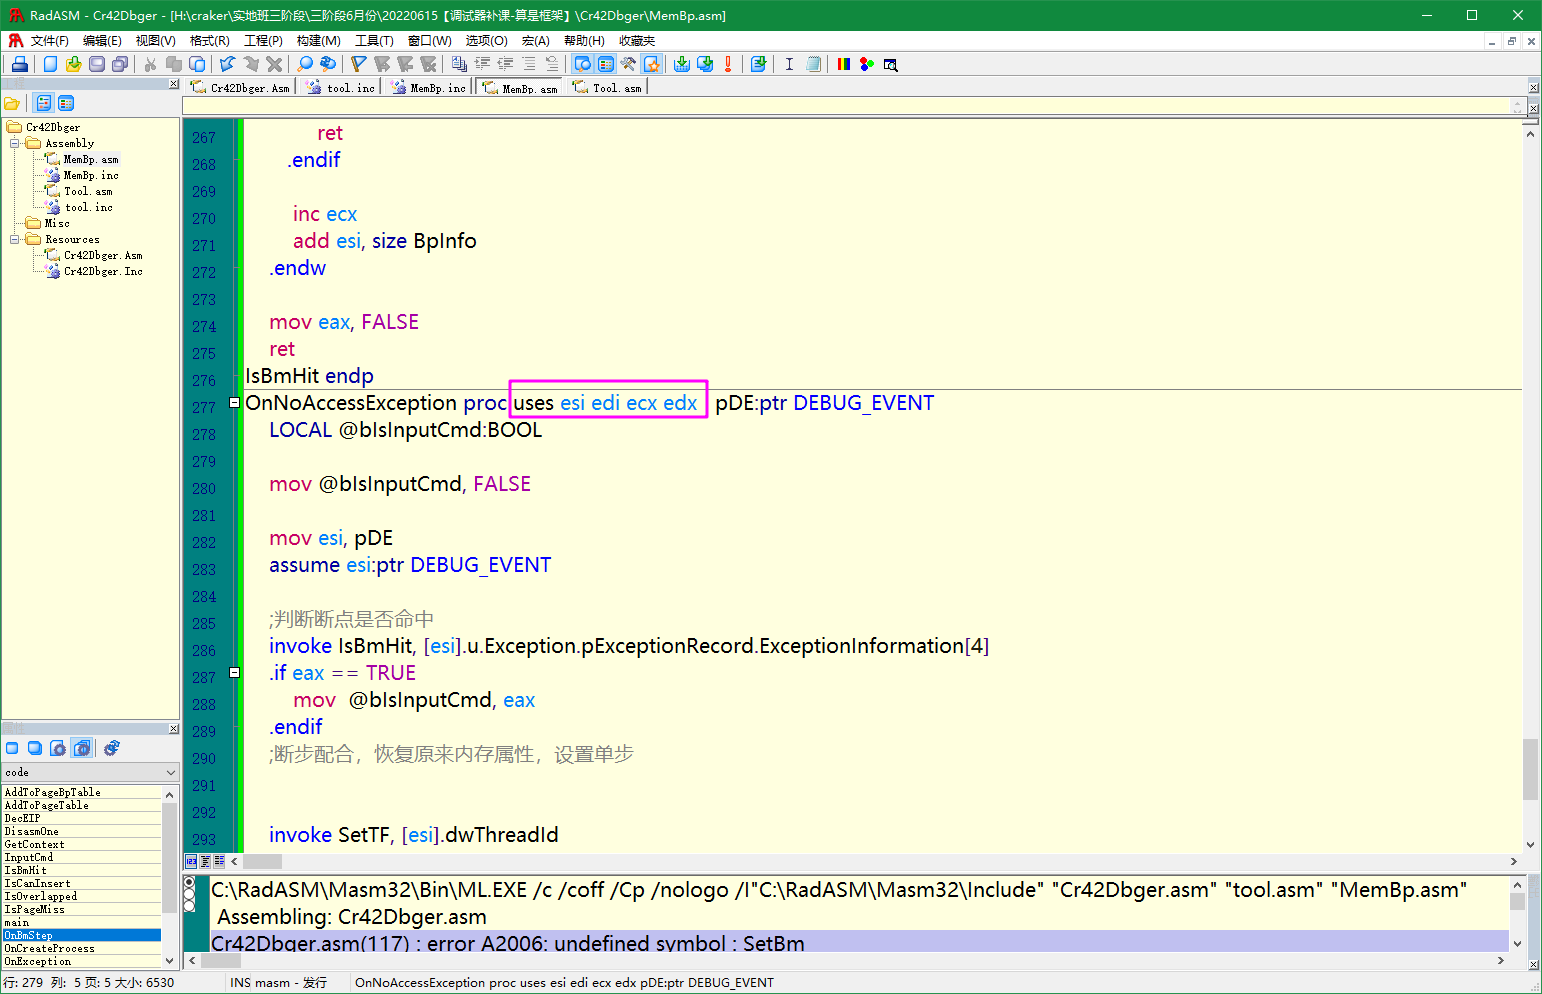 RadASM - Cr42Dbger - [H:\craker\实地班三阶段\三阶段6月份\20220615【调试器补课-算是框架】\Cr42Dbger\MemBp.asm]
文件(F) 编辑(E) 视图(V) 格式(R) 工程(P) 构建(M) 工具(T) 窗口(W) 选项(O) 宏(A) 帮助(H) 收藏夹
Cr42Dbger.Asm tool.inc MemBp.inc MemBp.asm Tool.asm
Cr42Dbger
Assembly
MemBp.asm
MemBp.inc
Tool.asm
tool.inc
Misc
Resources
Cr42Dbger.Asm
Cr42Dbger.Inc
code
AddToPageBpTable
AddToPageTable
DecEIP
DisasmOne
GetContext
InputCmd
IsBmHit
IsCanInsert
IsOverlapped
IsPageMiss
main
OnBmStep
OnCreateProcess
OnException
267 ret
268 .endif
269
270 inc ecx
271 add esi, size BpInfo
272 .endw
273
274 mov eax, FALSE
275 ret
276 IsBmHit endp
277 OnNoAccessException proc uses esi edi ecx edx pDE:ptr DEBUG_EVENT
278 LOCAL @bIsInputCmd:BOOL
279
280 mov @bIsInputCmd, FALSE
281
282 mov esi, pDE
283 assume esi:ptr DEBUG_EVENT
284
285 ;判断断点是否命中
286 invoke IsBmHit, [esi].u.Exception.pExceptionRecord.ExceptionInformation[4]
287 .if eax == TRUE
288 mov @bIsInputCmd, eax
289 .endif
290 ;断步配合，恢复原来内存属性，设置单步
291
292
293 invoke SetTF, [esi].dwThreadId
C:\RadASM\Masm32\Bin\ML.EXE /c /coff /Cp /nologo /I"C:\RadASM\Masm32\Include" "Cr42Dbger.asm" "tool.asm" "MemBp.asm"
Assembling: Cr42Dbger.asm
Cr42Dbger.asm(117) : error A2006: undefined symbol : SetBm
行: 279 列: 5 页: 5 大小: 6530 INS masm - 发行 OnNoAccessException proc uses esi edi ecx edx pDE:ptr DEBUG_EVENT